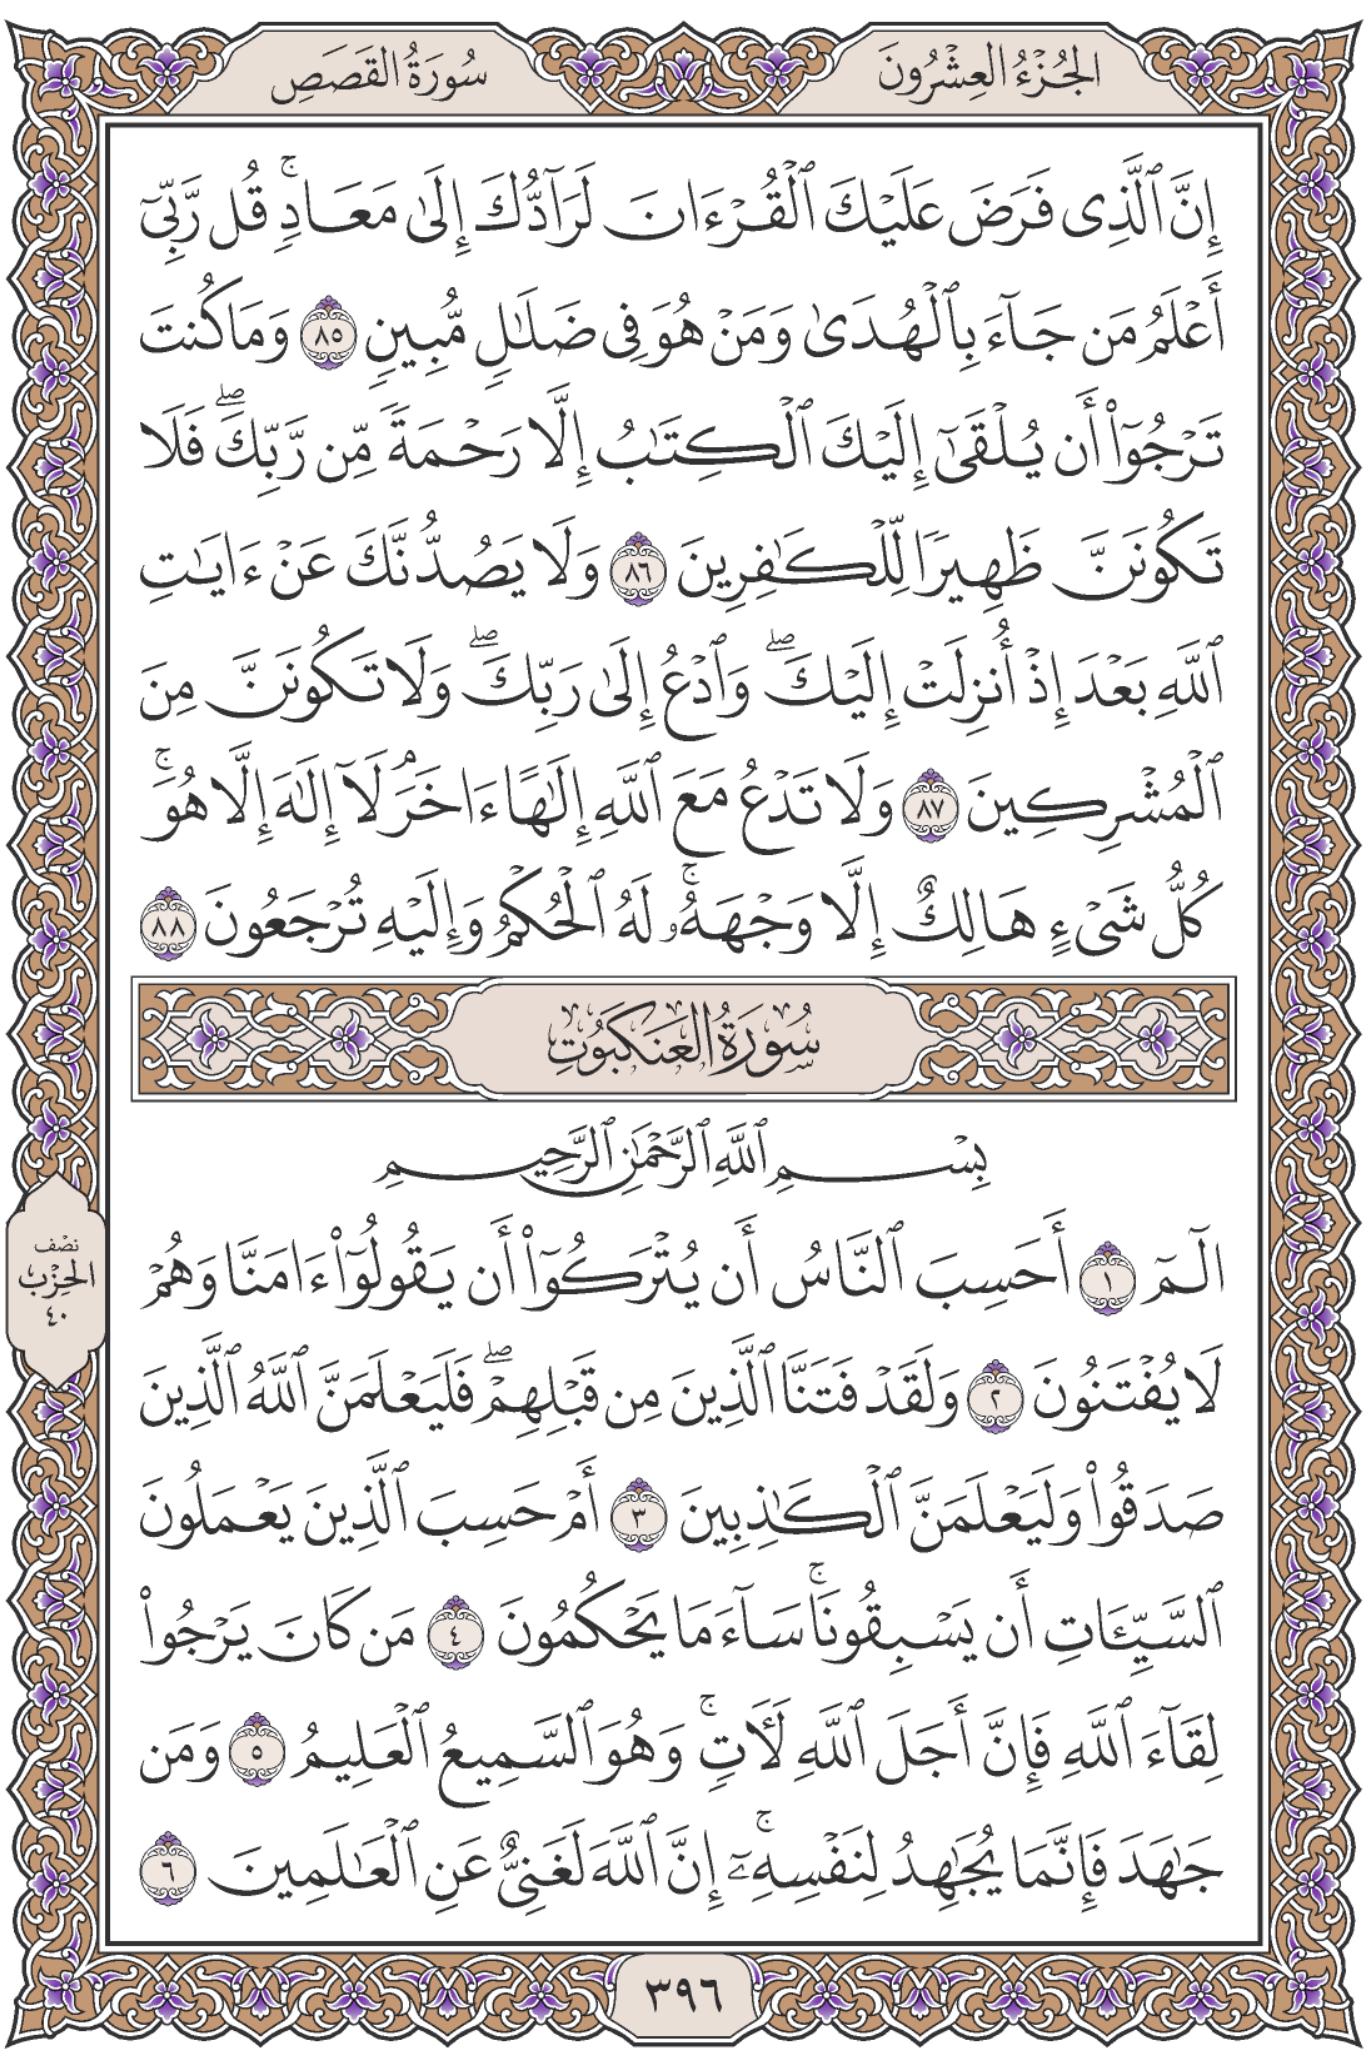 الجُزْءُ العِشْرُونَ
سُورَةُ القَصَصِ
إِنَّ ٱلَّذِى فَرَضَ عَلَيْكَ ٱلْقُرْءَانَ لَرَآدُّكَ إِلَىٰ مَعَادٍۚ قُل رَّبِّىٓ
أَعْلَمُ مَن جَآءَ بِٱلْهُدَىٰ وَمَنْ هُوَ فِى ضَلَٰلٍ مُّبِينٍ ٨٥ وَمَا كُنتَ
تَرْجُوٓا۟ أَن يُلْقَىٰٓ إِلَيْكَ ٱلْكِتَٰبُ إِلَّا رَحْمَةً مِّن رَّبِّكَۖ فَلَا
تَكُونَنَّ ظَهِيرًا لِّلْكَٰفِرِينَ ٨٦ وَلَا يَصُدُّنَّكَ عَنْ ءَايَٰتِ
ٱللَّهِ بَعْدَ إِذْ أُنزِلَتْ إِلَيْكَۖ وَٱدْعُ إِلَىٰ رَبِّكَۖ وَلَا تَكُونَنَّ مِنَ
ٱلْمُشْرِكِينَ ٨٧ وَلَا تَدْعُ مَعَ ٱللَّهِ إِلَٰهًا ءَاخَرَۘ لَآ إِلَٰهَ إِلَّا هُوَۚ
كُلُّ شَىْءٍ هَالِكٌ إِلَّا وَجْهَهُۥۚ لَهُ ٱلْحُكْمُ وَإِلَيْهِ تُرْجَعُونَ ٨٨
سُورَةُ العَنكَبُوتِ
بِسْمِ ٱللَّهِ ٱلرَّحْمَٰنِ ٱلرَّحِيمِ
الٓمٓ ١ أَحَسِبَ ٱلنَّاسُ أَن يُتْرَكُوٓا۟ أَن يَقُولُوٓا۟ ءَامَنَّا وَهُمْ
لَا يُفْتَنُونَ ٢ وَلَقَدْ فَتَنَّا ٱلَّذِينَ مِن قَبْلِهِمْۖ فَلَيَعْلَمَنَّ ٱللَّهُ ٱلَّذِينَ
صَدَقُوا۟ وَلَيَعْلَمَنَّ ٱلْكَٰذِبِينَ ٣ أَمْ حَسِبَ ٱلَّذِينَ يَعْمَلُونَ
ٱلسَّيِّـَٔاتِ أَن يَسْبِقُونَاۚ سَآءَ مَا يَحْكُمُونَ ٤ مَن كَانَ يَرْجُوا۟
لِقَآءَ ٱللَّهِ فَإِنَّ أَجَلَ ٱللَّهِ لَـَٔاتٍۚ وَهُوَ ٱلسَّمِيعُ ٱلْعَلِيمُ ٥ وَمَن
جَٰهَدَ فَإِنَّمَا يُجَٰهِدُ لِنَفْسِهِۦٓۚ إِنَّ ٱللَّهَ لَغَنِىٌّ عَنِ ٱلْعَٰلَمِينَ ٦
نصف
الحِزْب
٤٠
٣٩٦